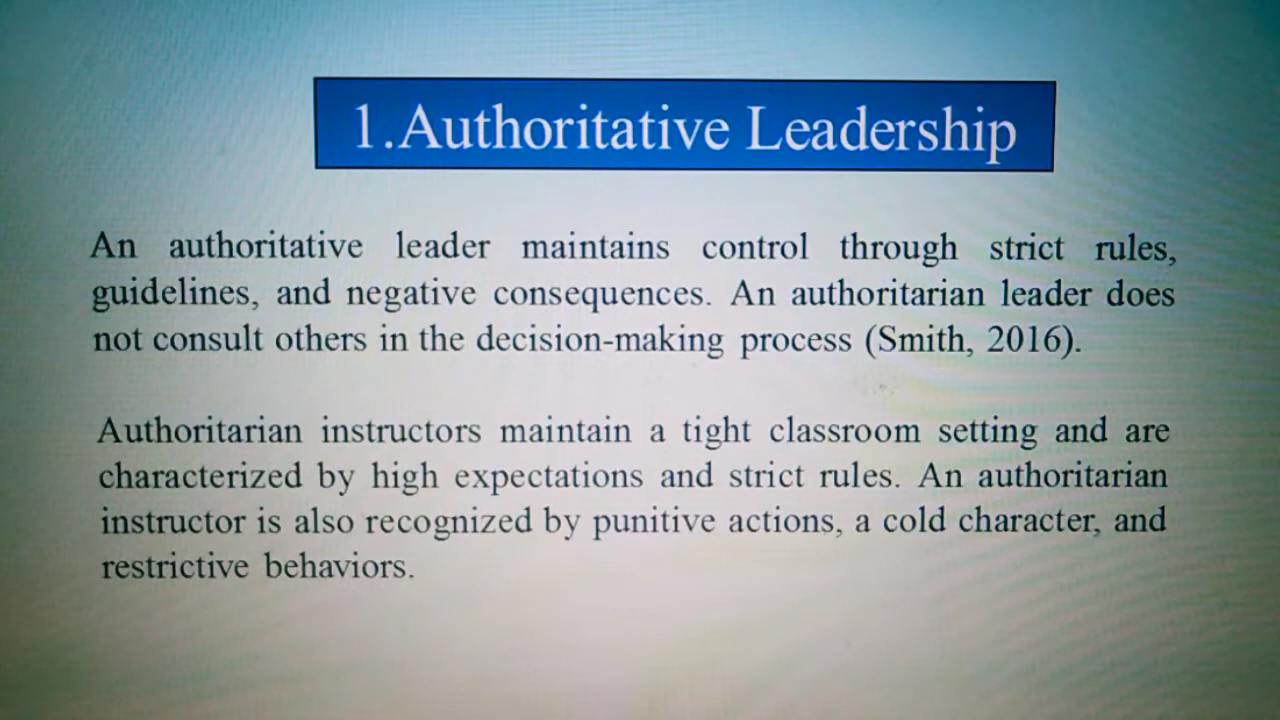 1.Authoritative Leadership
An authoritative leader maintains control through strict rules,
guidelines, and negative consequences. An authoritarian leader does
not consult others in the decision-making process (Smith, 2016).
Authoritarian instructors maintain a tight classroom setting and are
characterized by high expectations and strict rules. An authoritarian
instructor is also recognized by punitive actions, a cold character, and
restrictive behaviors.